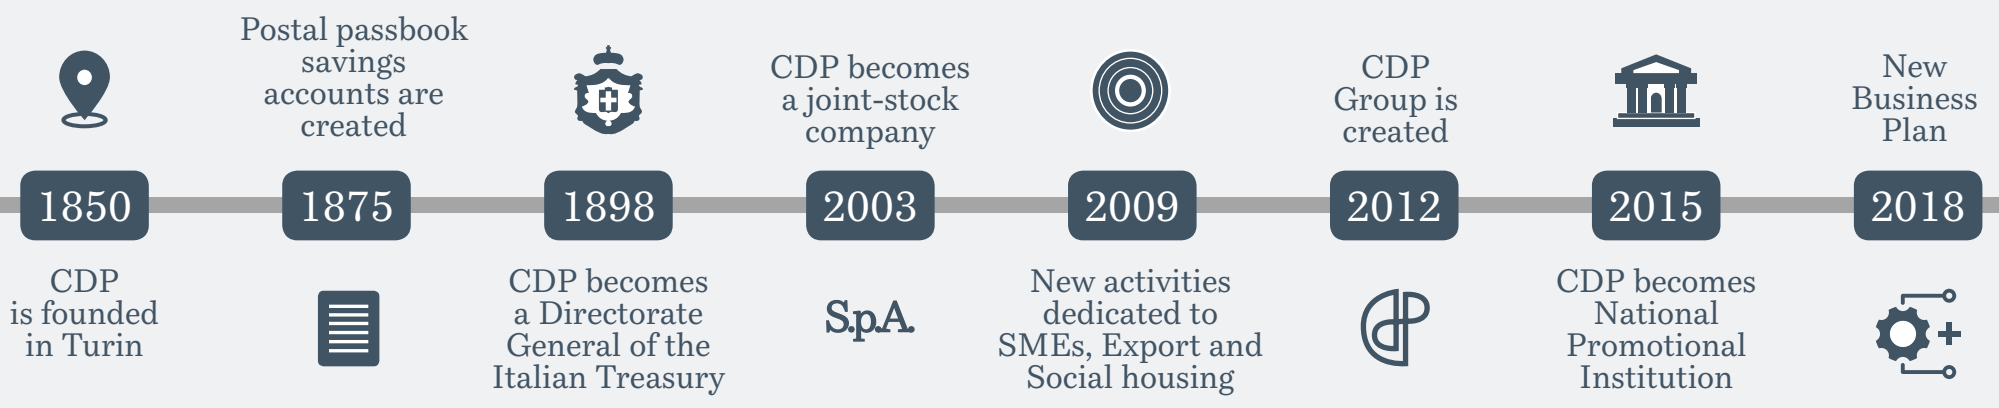 1850
CDP
is founded
in Turin
Postal passbook
savings
accounts are
created
1875
1898
CDP becomes
a Directorate
General of the
Italian Treasury
CDP becomes
a joint-stock
company
2003
S.p.A.
2009
New activities
dedicated to
SMEs, Export and
Social housing
CDP
Group is
created
2012
2015
CDP becomes
National
Promotional
Institution
New
Business
Plan
2018